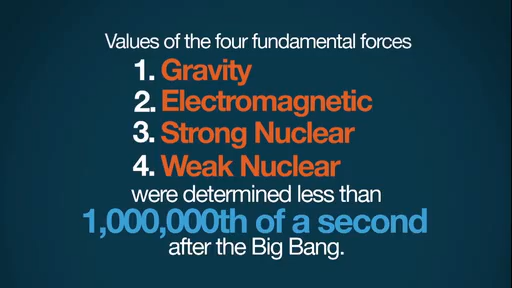 Values of the four fundamental forces
1. Gravity
2. Electromagnetic
3. Strong Nuclear
4. Weak Nuclear
were determined less than
1,000,000th of a second
after the Big Bang.